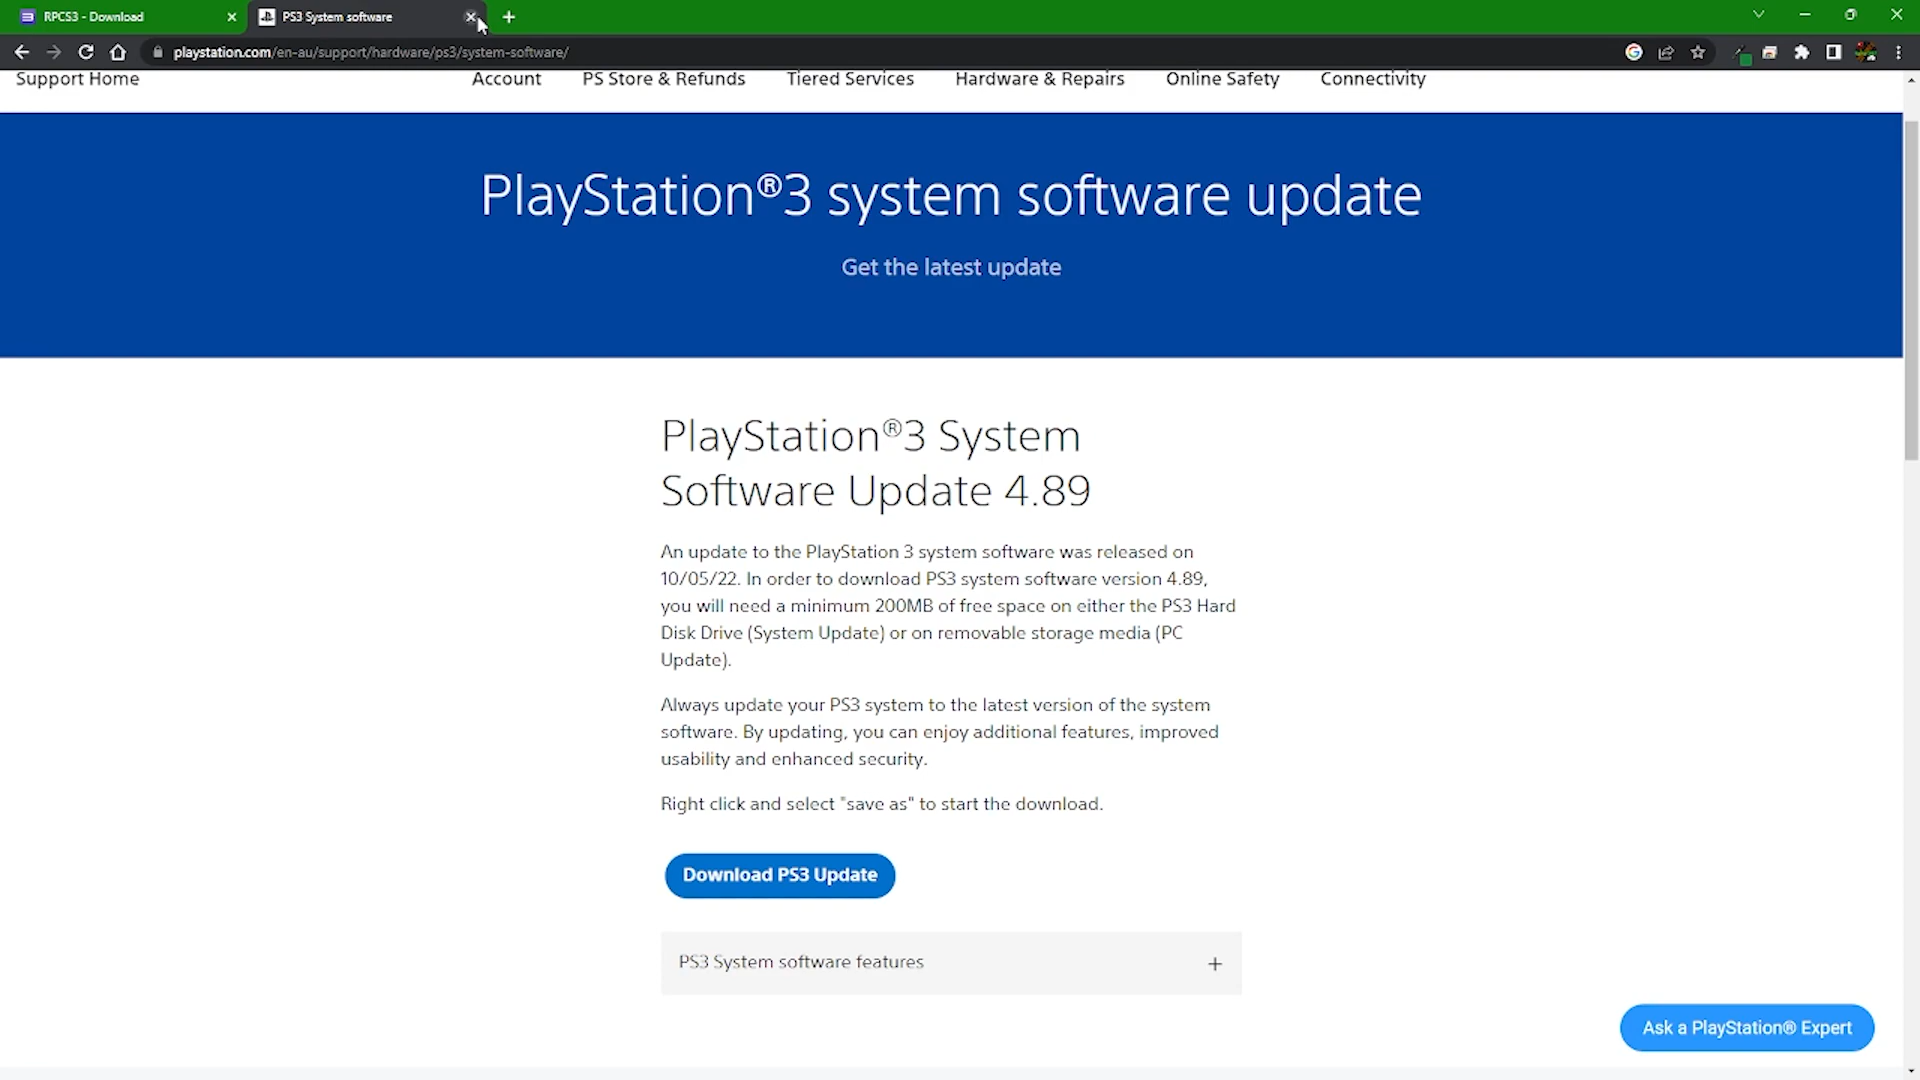 RPCS3 - Download
PS3 System software
playstation.com/en-au/support/hardware/ps3/system-software/
Support Home
Account
PS Store & Refunds
Tiered Services
Hardware & Repairs
Online Safety
Connectivity
PlayStation®3 system software update
Get the latest update
PlayStation®3 System
Software Update 4.89
An update to the PlayStation 3 system software was released on
10/05/22. In order to download PS3 system software version 4.89,
you will need a minimum 200MB of free space on either the PS3 Hard
Disk Drive (System Update) or on removable storage media (PC
Update).
Always update your PS3 system to the latest version of the system
software. By updating, you can enjoy additional features, improved
usability and enhanced security.
Right click and select "save as" to start the download.
Download PS3 Update
PS3 System software features
Ask a PlayStation® Expert